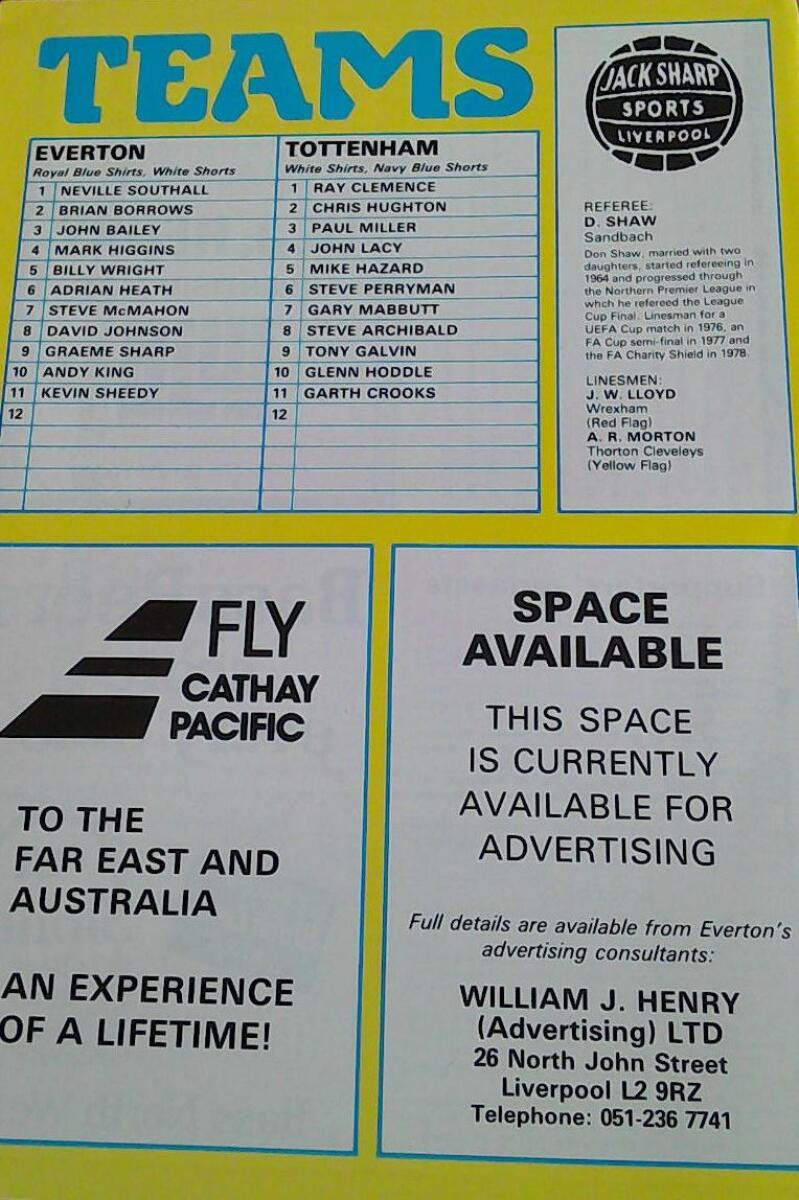 TEAMS
EVERTON
Royal Blue Shirts, White Shorts
1 NEVILLE SOUTHALL
2 BRIAN BORROWS
3 JOHN BAILEY
4 MARK HIGGINS
5 BILLY WRIGHT
6 ADRIAN HEATH
7 STEVE McMAHON
8 DAVID JOHNSON
9 GRAEME SHARP
10 ANDY KING
11 KEVIN SHEEDY
12
TOTTENHAM
White Shirts, Navy Blue Shorts
1 RAY CLEMENCE
2 CHRIS HUGHTON
3 PAUL MILLER
4 JOHN LACY
5 MIKE HAZARD
6 STEVE PERRYMAN
7 GARY MABBUTT
8 STEVE ARCHIBALD
9 TONY GALVIN
10 GLENN HODDLE
11 GARTH CROOKS
12
JACK SHARP
SPORTS
LIVERPOOL
REFEREE:
D. SHAW
Sandbach
Don Shaw, married with two
daughters, started refereeing in
1964 and progressed through
the Northern Premier League in
which he refereed the League
Cup Final. Linesman for a
UEFA Cup match in 1976, an
FA Cup semi-final in 1977 and
the FA Charity Shield in 1978.
LINESMEN:
J. W. LLOYD
Wrexham
(Red Flag)
A. R. MORTON
Thorton Cleveleys
(Yellow Flag)
FLY
CATHAY
PACIFIC
TO THE
FAR EAST AND
AUSTRALIA
AN EXPERIENCE
OF A LIFETIME!
SPACE
AVAILABLE
THIS SPACE
IS CURRENTLY
AVAILABLE FOR
ADVERTISING
Full details are available from Everton's
advertising consultants:
WILLIAM J. HENRY
(Advertising) LTD
26 North John Street
Liverpool L2 9RZ
Telephone: 051-236 7741